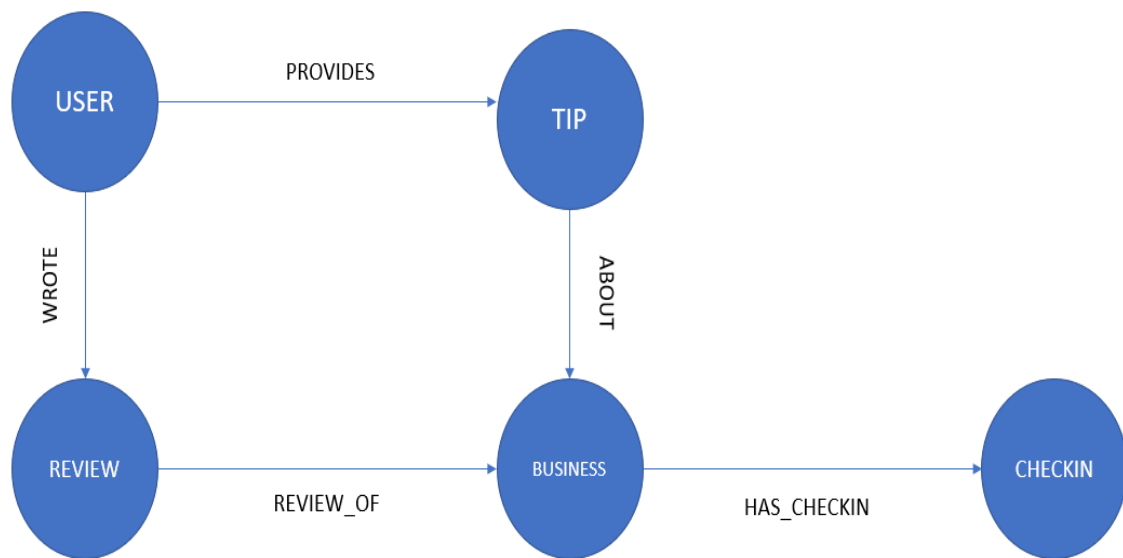 USER
PROVIDES
TIP
WROTE
ABOUT
REVIEW
REVIEW_OF
BUSINESS
HAS_CHECKIN
CHECKIN